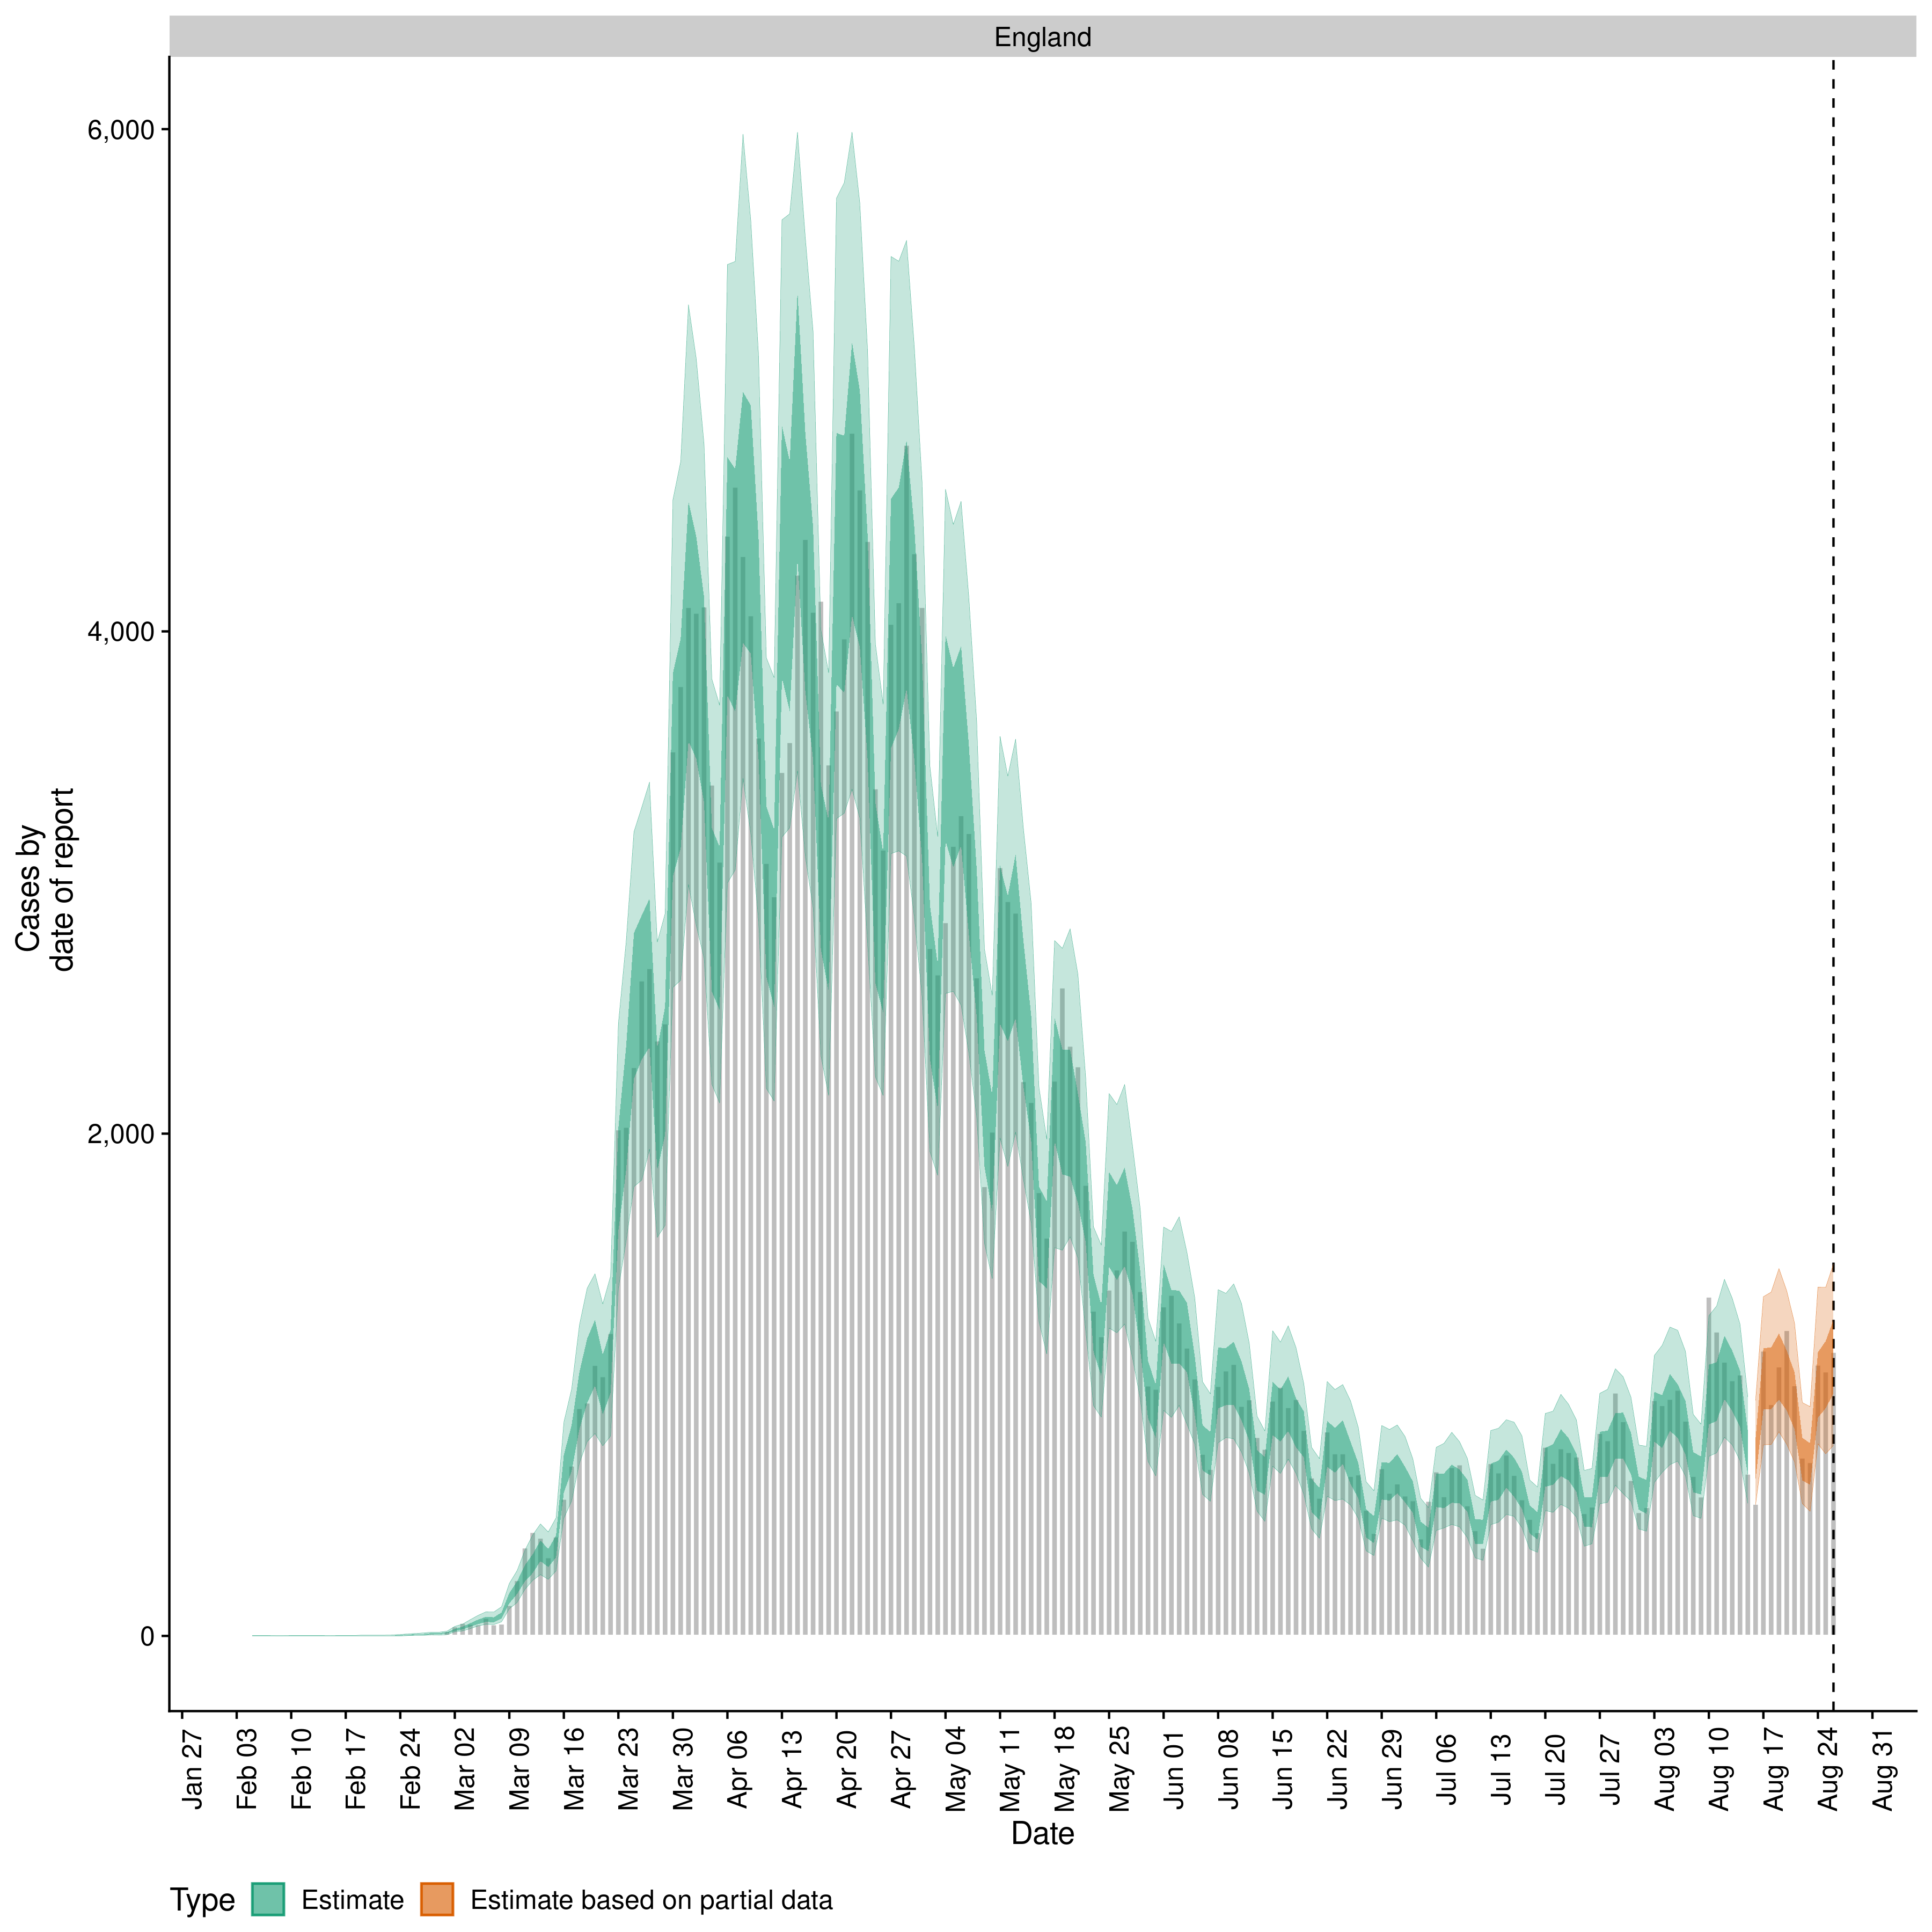 England
6,000
4,000
2,000
0
Cases by
date of report
Jan 27
Feb 03
Feb 10
Feb 17
Feb 24
Mar 02
Mar 09
Mar 16
Mar 23
Mar 30
Apr 06
Apr 13
Apr 20
Apr 27
May 04
May 11
May 18
May 25
Jun 01
Jun 08
Jun 15
Jun 22
Jun 29
Jul 06
Jul 13
Jul 20
Jul 27
Aug 03
Aug 10
Aug 17
Aug 24
Aug 31
Date
Type Estimate Estimate based on partial data